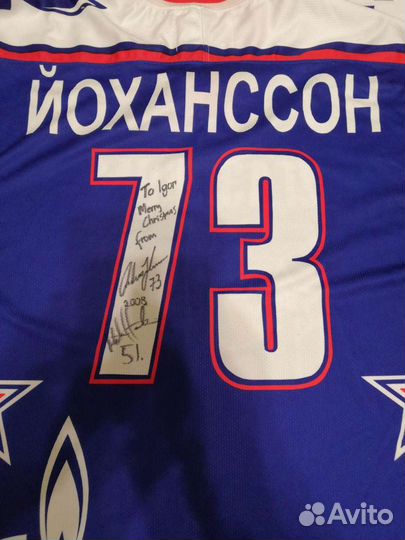 ЙОХАНССОН
73
To Igor
Merry
Christmas
from
73
2008
51.
Avito